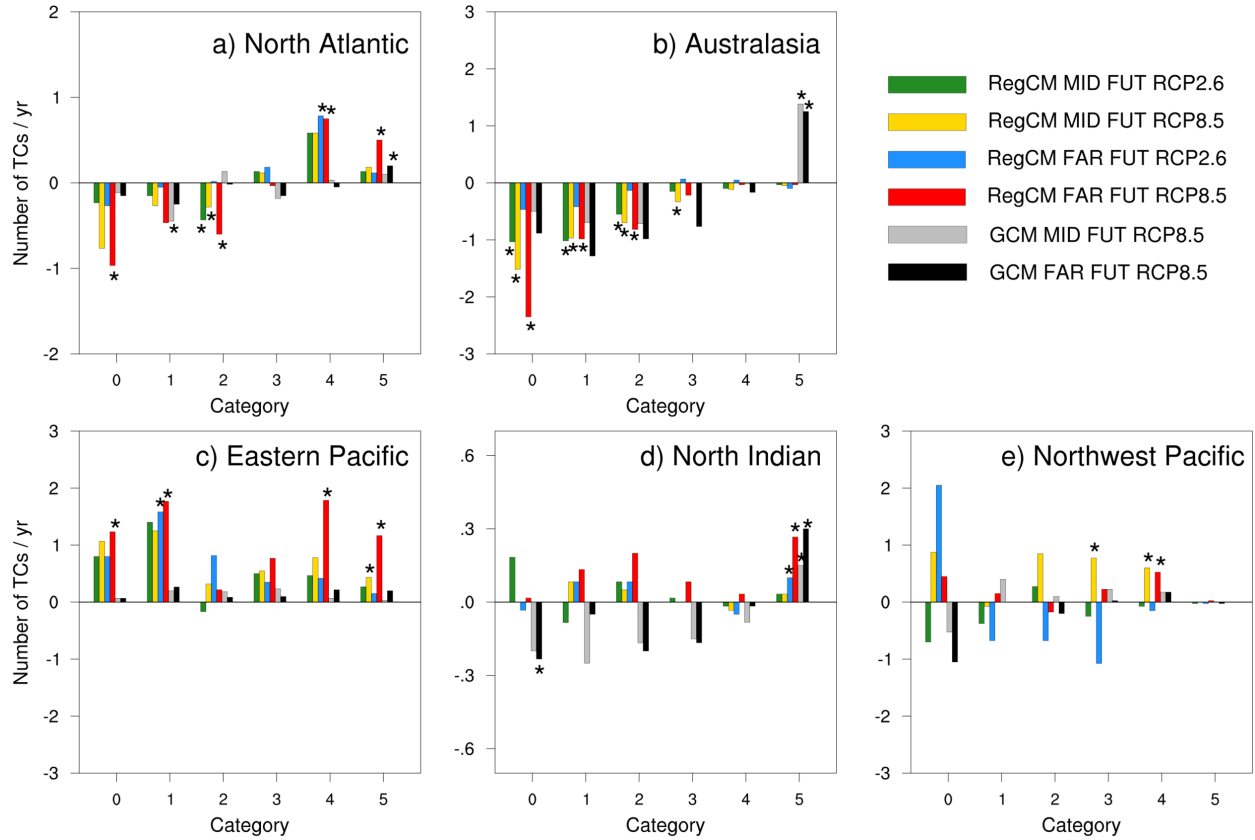 a) North Atlantic
Number of TCs / yr
2
1
0
-1
-2
0 1 2 3 4 5
Category
* * * * * * * * *
b) Australasia
3
2
1
0
-1
-2
-3
0 1 2 3 4 5
Category
* * * * * * * * * * * *
RegCM MID FUT RCP2.6
RegCM MID FUT RCP8.5
RegCM FAR FUT RCP2.6
RegCM FAR FUT RCP8.5
GCM MID FUT RCP8.5
GCM FAR FUT RCP8.5
c) Eastern Pacific
Number of TCs / yr
3
2
1
0
-1
-2
-3
0 1 2 3 4 5
Category
* * * * * *
d) North Indian
.6
.3
.0
-.3
-.6
0 1 2 3 4 5
Category
* * * * *
e) Northwest Pacific
3
2
1
0
-1
-2
-3
0 1 2 3 4 5
Category
* * *